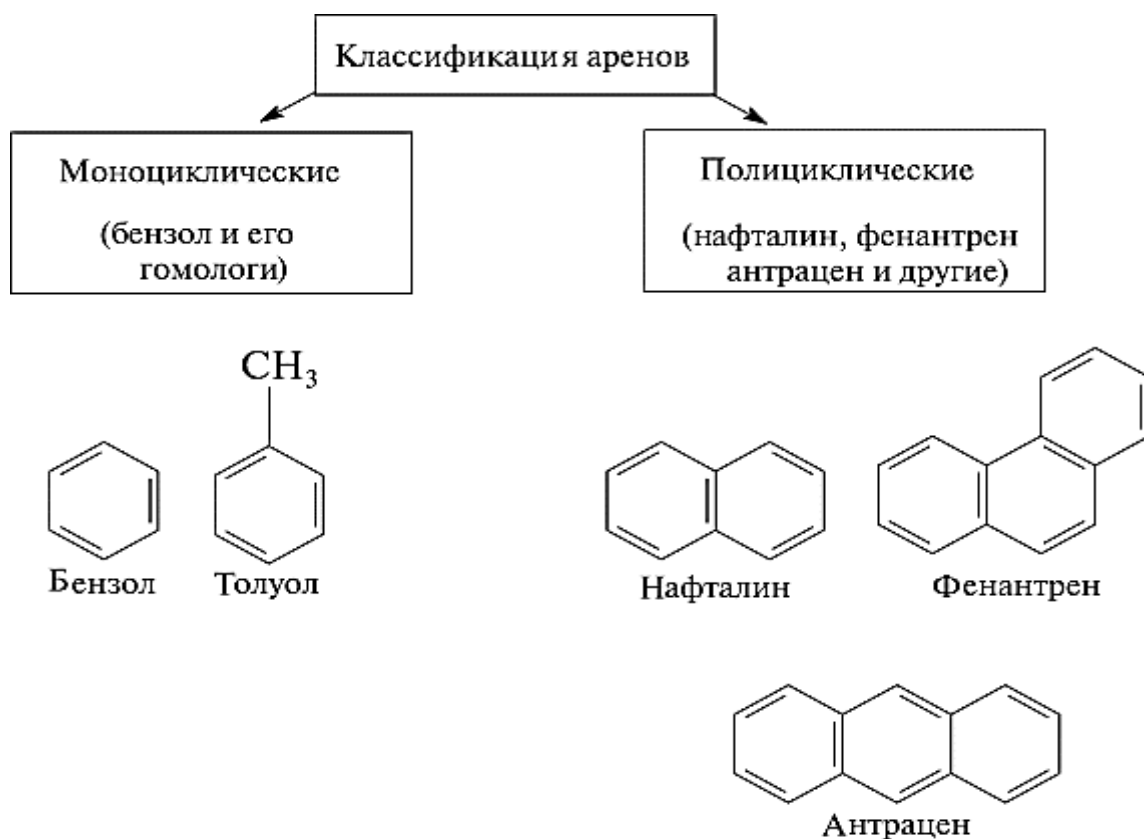 Классификация аренов
Моноциклические
(бензол и его
гомологи)
Полициклические
(нафталин, фенантрен
антрацен и другие)
CH₃
Бензол
Толуол
Нафталин
Фенантрен
Антрацен